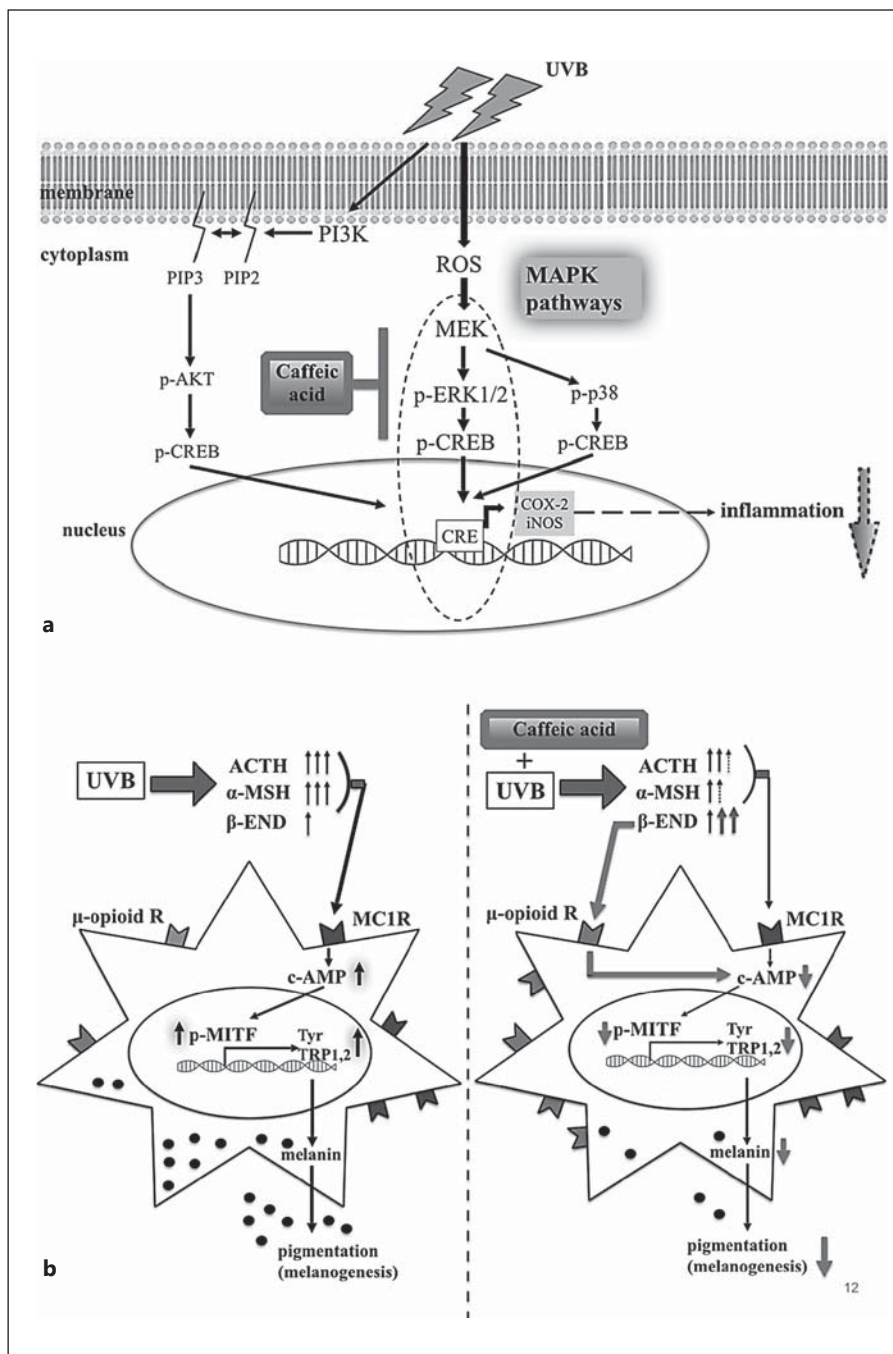 UVB
membrane
cytoplasm
PI3K
PIP3
PIP2
ROS
MAPK
pathways
MEK
Caffeic
acid
p-AKT
p-ERK1/2
p-p38
p-CREB
p-CREB
p-CREB
nucleus
CRE
COX-2
iNOS
inflammation
a
UVB
ACTH
α-MSH
β-END
μ-opioid R
MC1R
c-AMP
p-MITF
Tyr
TRP1,2
melanin
pigmentation
(melanogenesis)
b
Caffeic acid
+
UVB
ACTH
α-MSH
β-END
μ-opioid R
MC1R
c-AMP
p-MITF
Tyr
TRP1,2
melanin
pigmentation
(melanogenesis)
12